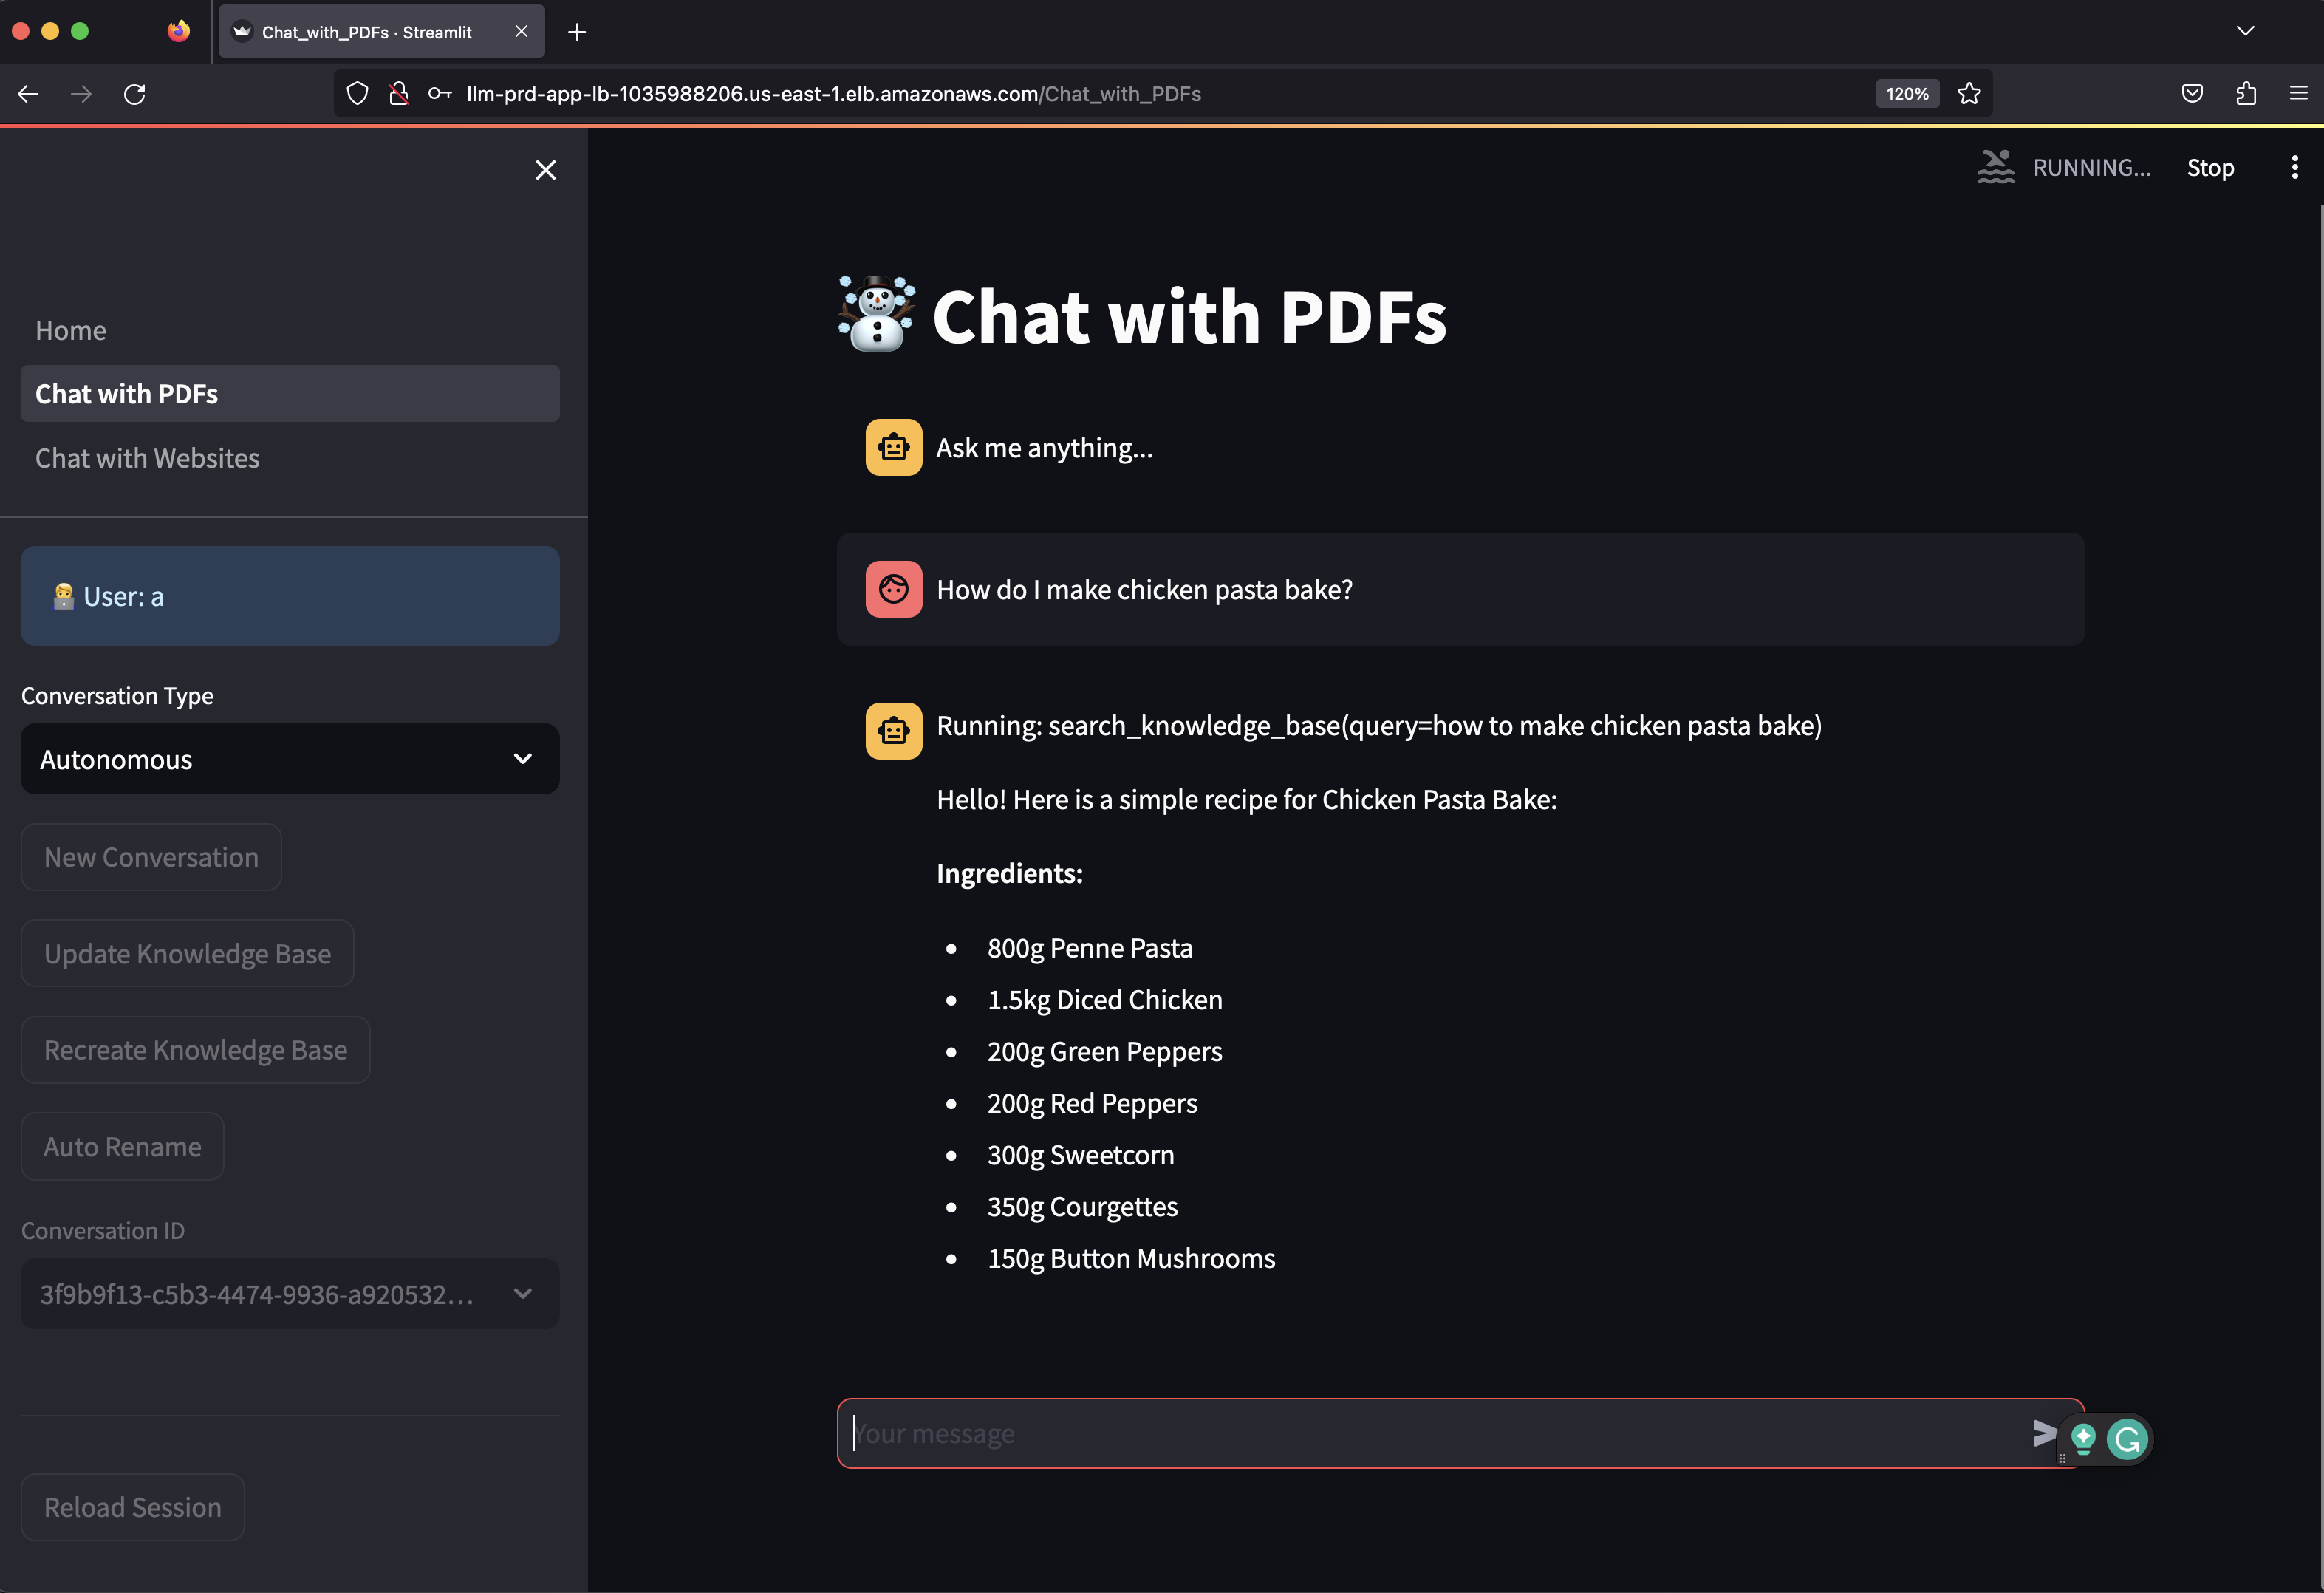 Chat_with_PDFs · Streamlit
llm-prd-app-lb-1035988206.us-east-1.elb.amazonaws.com/Chat_with_PDFs
120%
RUNNING...
Stop
Home
Chat with PDFs
Chat with Websites
User: a
Conversation Type
Autonomous
New Conversation
Update Knowledge Base
Recreate Knowledge Base
Auto Rename
Conversation ID
3f9b9f13-c5b3-4474-9936-a920532...
Reload Session
Chat with PDFs
Ask me anything...
How do I make chicken pasta bake?
Running: search_knowledge_base(query=how to make chicken pasta bake)
Hello! Here is a simple recipe for Chicken Pasta Bake:
Ingredients:
• 800g Penne Pasta
• 1.5kg Diced Chicken
• 200g Green Peppers
• 200g Red Peppers
• 300g Sweetcorn
• 350g Courgettes
• 150g Button Mushrooms
Your message